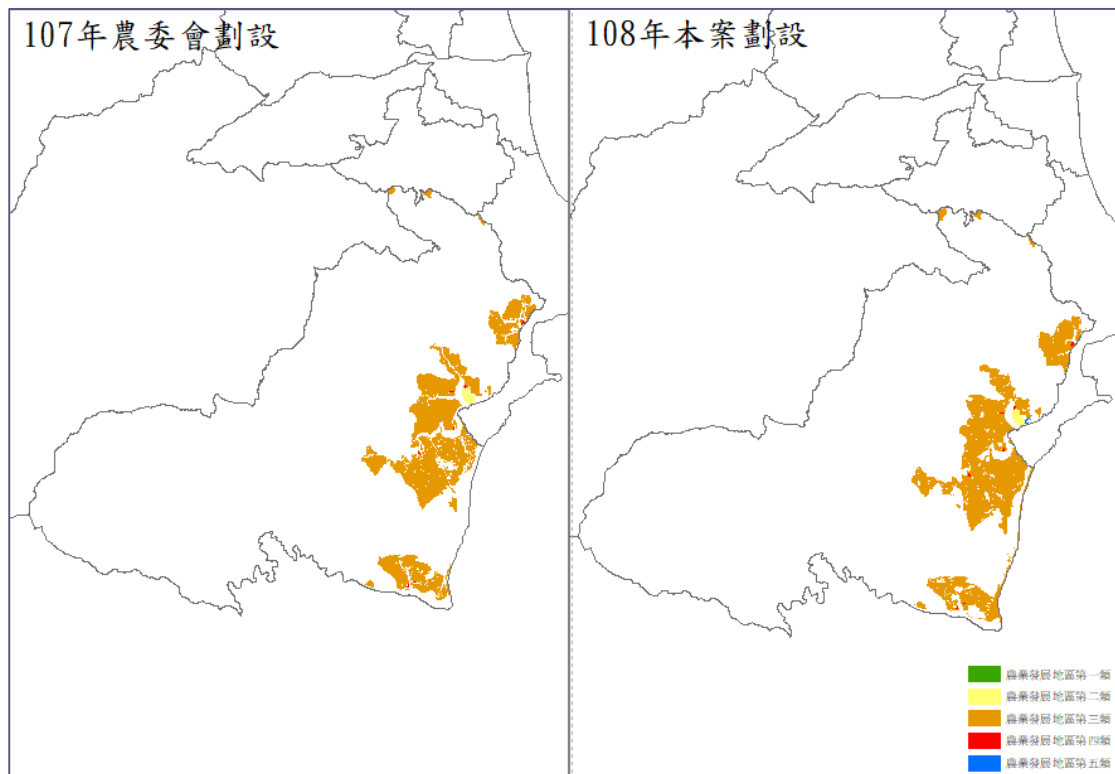 107年農委會劃設
108年本案劃設
農業發展地區第一類
農業發展地區第二類
農業發展地區第三類
農業發展地區第四類
農業發展地區第五類